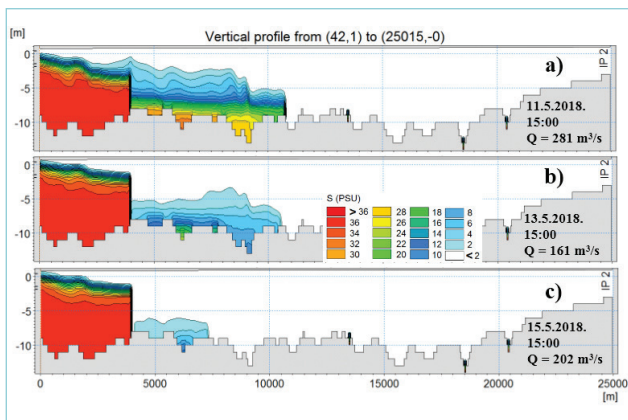 Vertical profile from (42,1) to (25015,-0)
[m]
0
-5
-10
a)
IP 2
11.5.2018.
15:00
Q = 281 m³/s
0
-5
-10
b)
IP 2
13.5.2018.
15:00
Q = 161 m³/s
S (PSU)
> 36
36
34
32
30
28
26
24
22
20
18
16
14
12
10
8
6
4
2
< 2
0
-5
-10
c)
IP 2
15.5.2018.
15:00
Q = 202 m³/s
0 5000 10000 15000 20000 25000
[m]